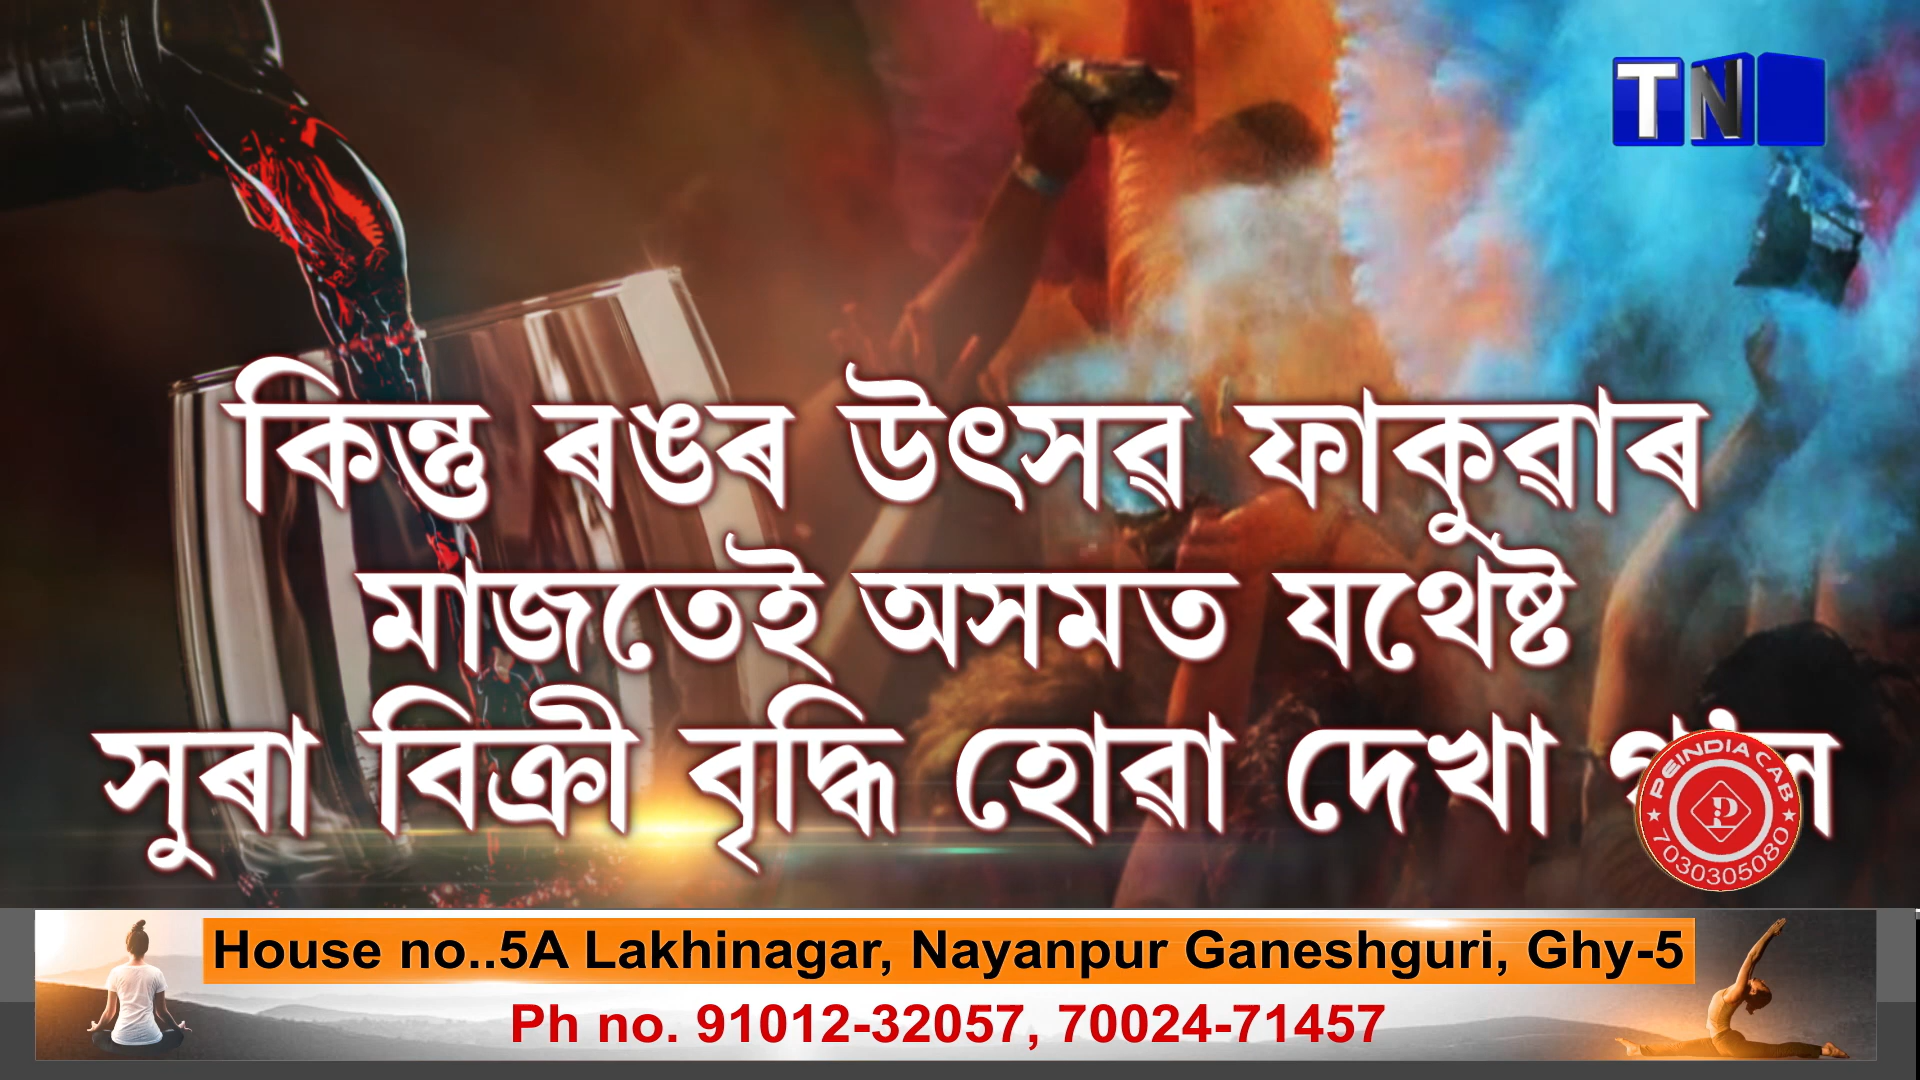 TN
কিন্তু ৰঙৰ উৎসৱ ফাকুৱাৰ
মাজতেই অসমত যথেষ্ট
সুৰা বিক্ৰী বৃদ্ধি হোৱা দেখা
PEINDIA CAB
7030305080
House no..5A Lakhinagar, Nayanpur Ganeshguri, Ghy-5
Ph no. 91012-32057, 70024-71457